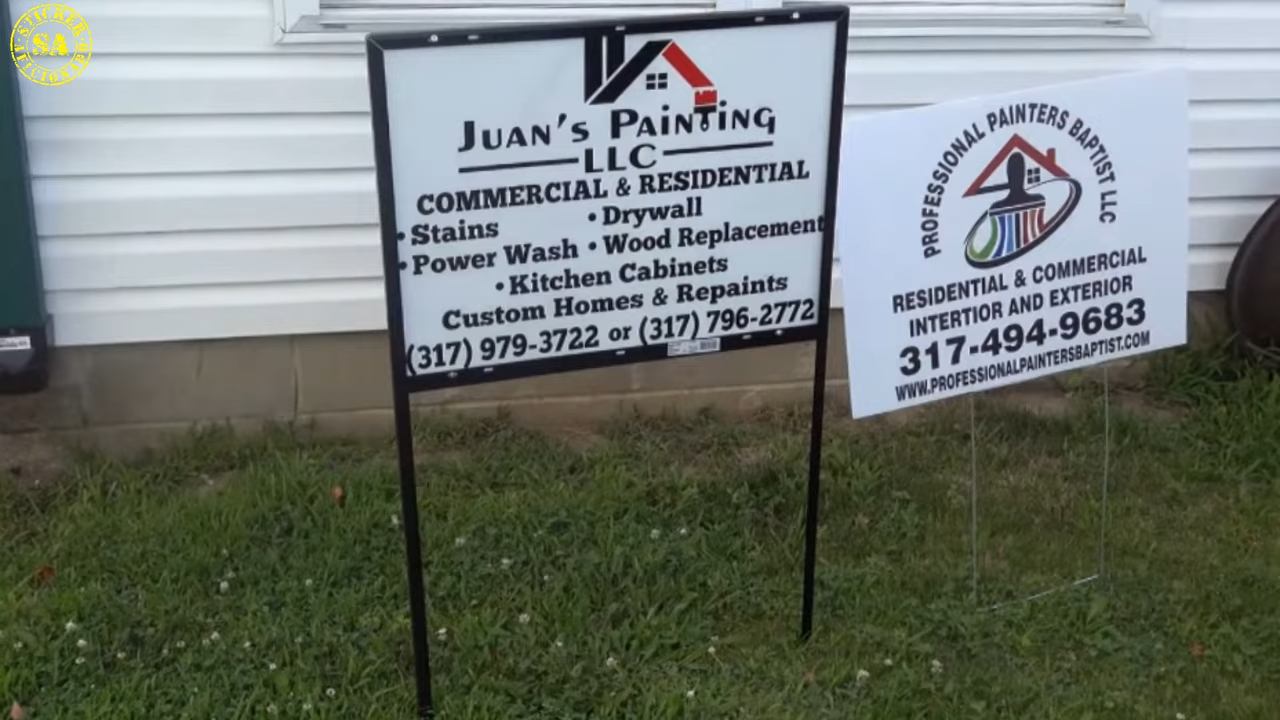 STICKER
SA
JUAN'S PAINTING
LLC
COMMERCIAL & RESIDENTIAL
• Stains • Drywall
• Power Wash • Wood Replacement
• Kitchen Cabinets
Custom Homes & Repaints
(317) 979-3722 or (317) 796-2772
PROFESSIONAL PAINTERS BAPTIST LLC
RESIDENTIAL & COMMERCIAL
INTERTIOR AND EXTERIOR
317-494-9683
WWW.PROFESSIONALPAINTERSBAPTIST.COM